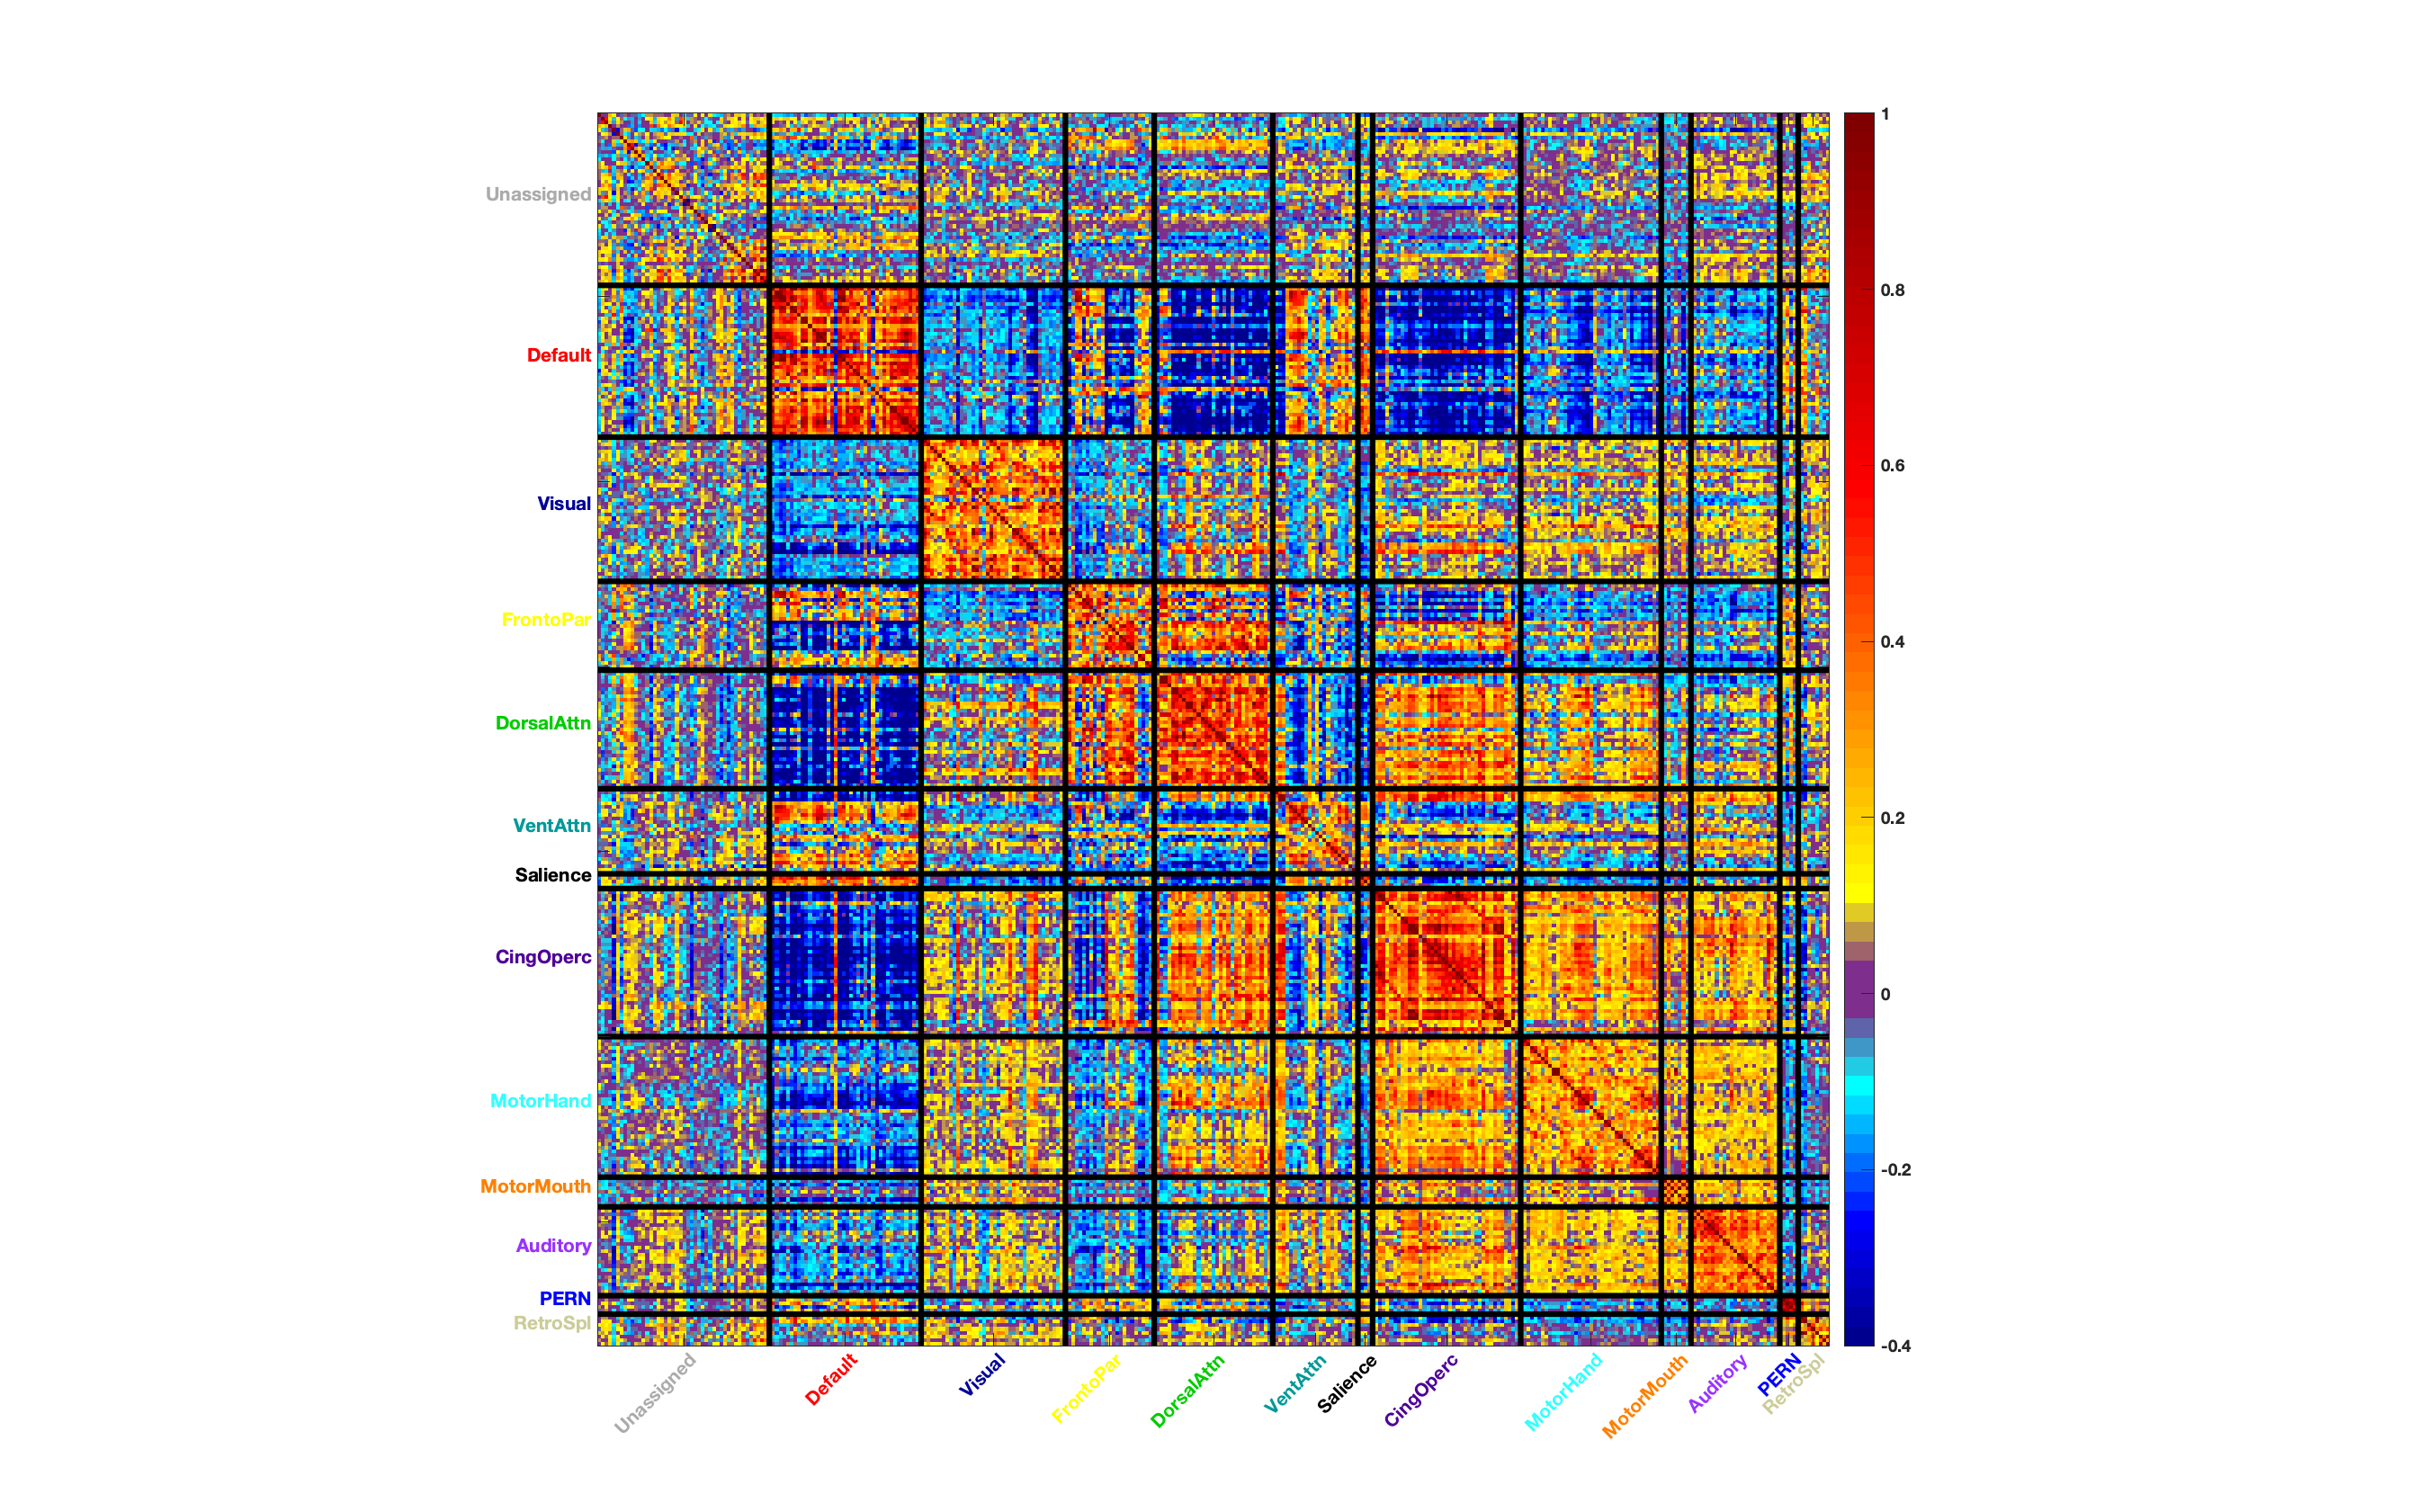 Unassigned
Default
Visual
FrontoPar
DorsalAttn
VentAttn
Salience
CingOperc
MotorHand
MotorMouth
Auditory
PERN
RetroSpl
Unassigned
Default
Visual
FrontoPar
DorsalAttn
VentAttn
Salience
CingOperc
MotorHand
MotorMouth
Auditory
PERN
RetroSpl
1
0.8
0.6
0.4
0.2
0
-0.2
-0.4